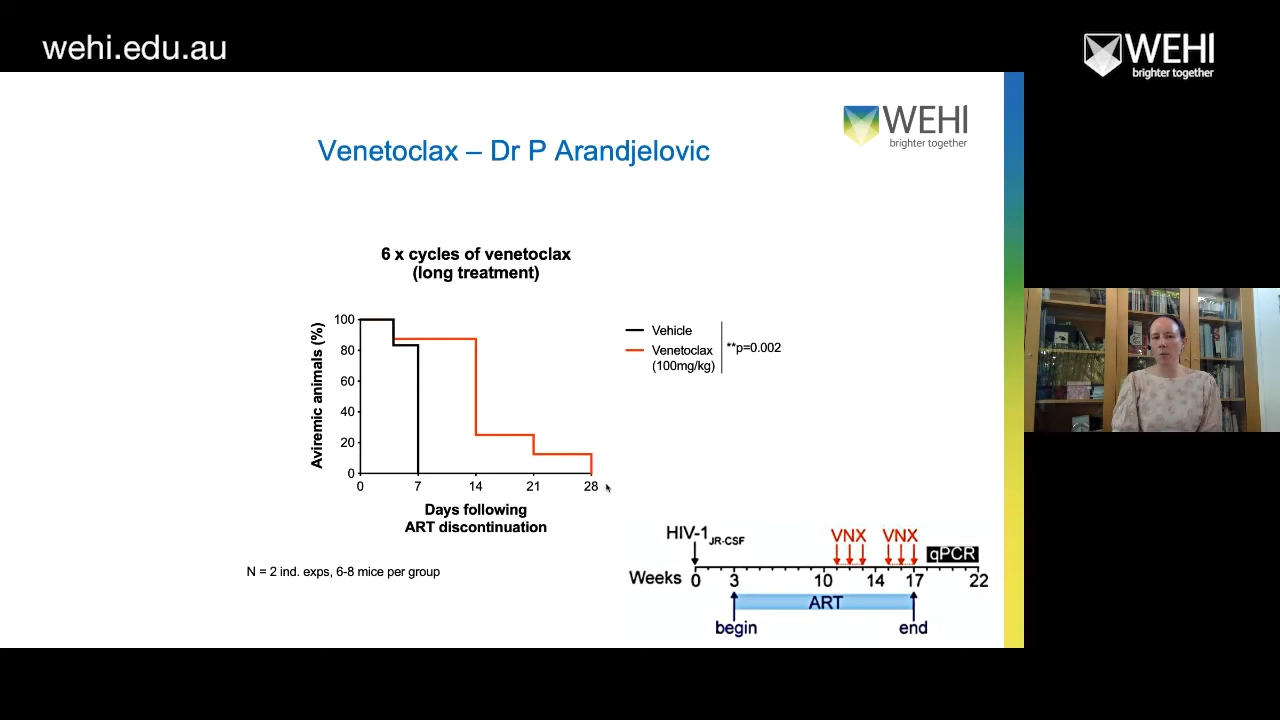 wehi.edu.au
WEHI
brighter together
WEHI
brighter together
Venetoclax – Dr P Arandjelovic
6 x cycles of venetoclax
(long treatment)
Aviremic animals (%)
100
80
60
40
20
0
0 7 14 21 28
Days following
ART discontinuation
Vehicle
Venetoclax
(100mg/kg)
**p=0.002
N = 2 ind. exps, 6-8 mice per group
HIV-1JR-CSF
VNX VNX
qPCR
Weeks 0 3 10 14 17 22
ART
begin end